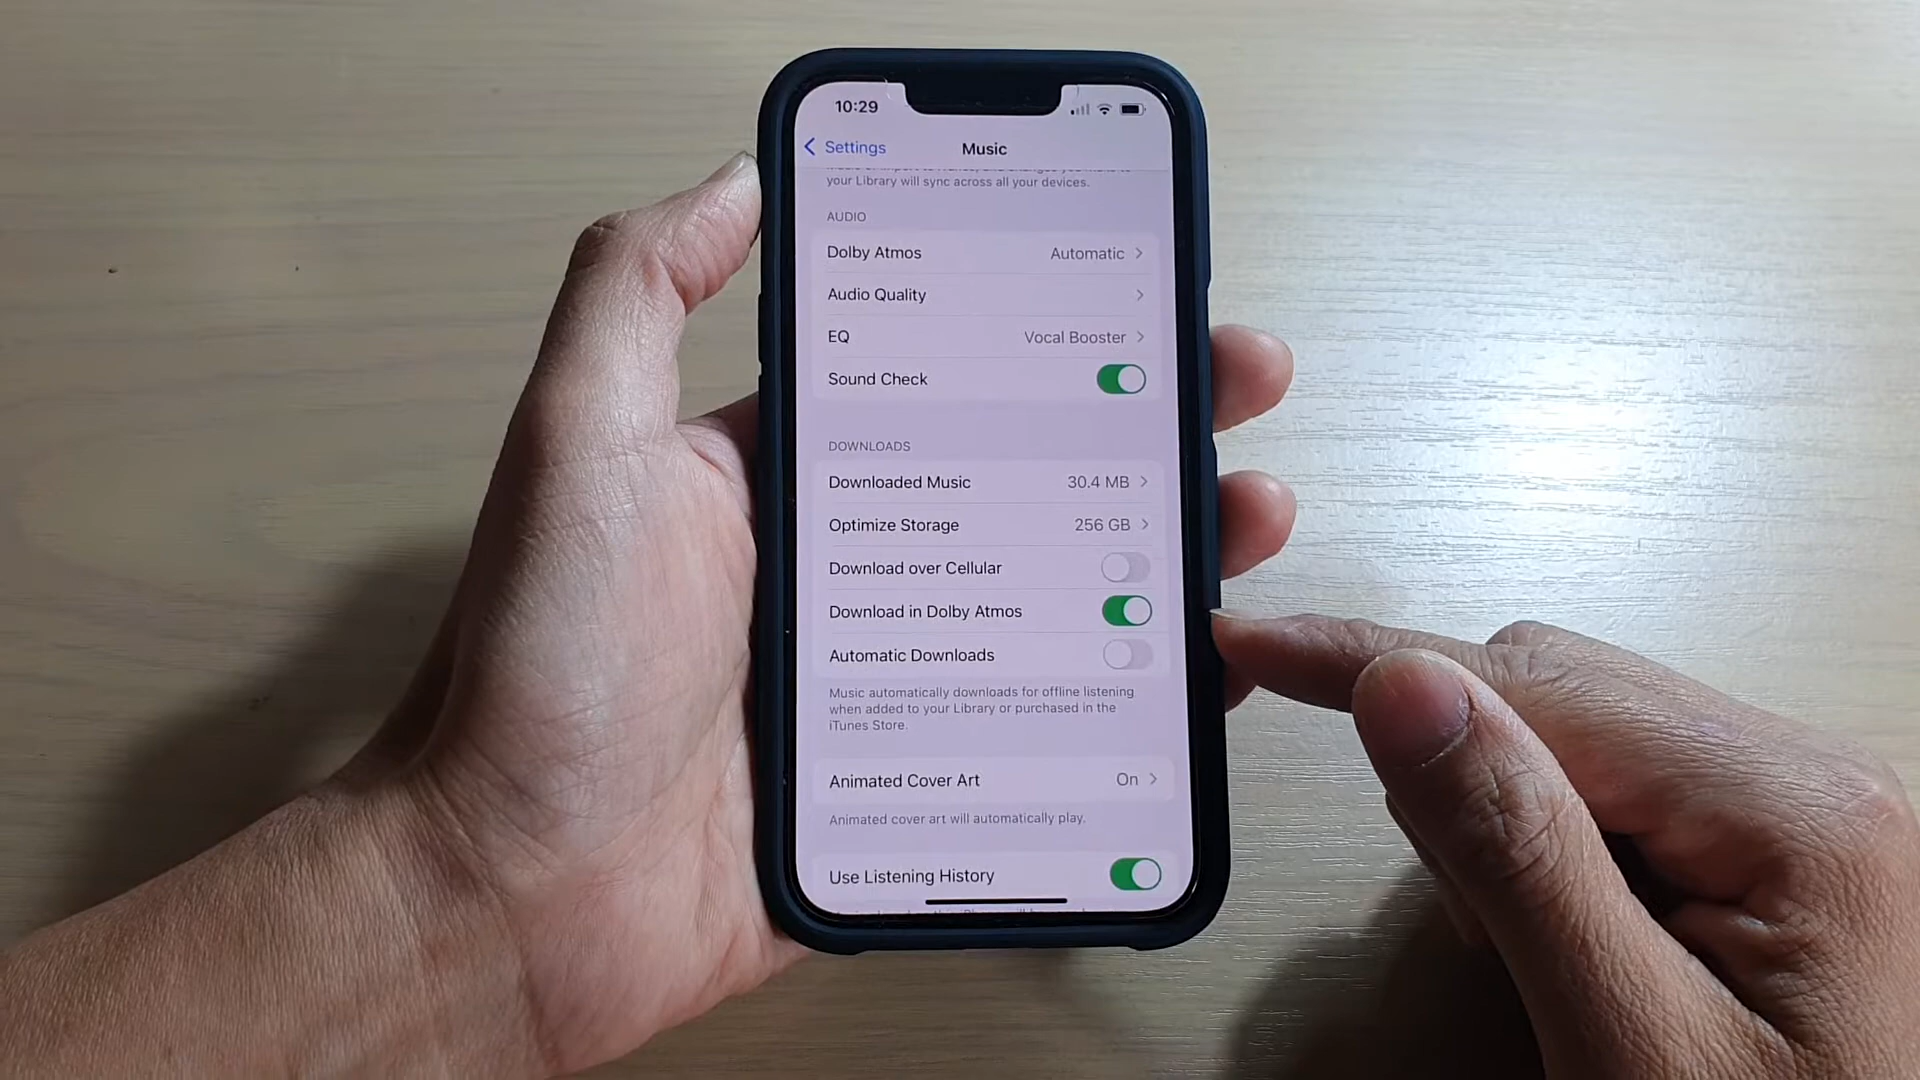 10:29
Settings
Music
your Library will sync across all your devices.
AUDIO
Dolby Atmos Automatic
Audio Quality
EQ Vocal Booster
Sound Check
DOWNLOADS
Downloaded Music 30.4 MB
Optimize Storage 256 GB
Download over Cellular
Download in Dolby Atmos
Automatic Downloads
Music automatically downloads for offline listening
when added to your Library or purchased in the
iTunes Store.
Animated Cover Art On
Animated cover art will automatically play.
Use Listening History